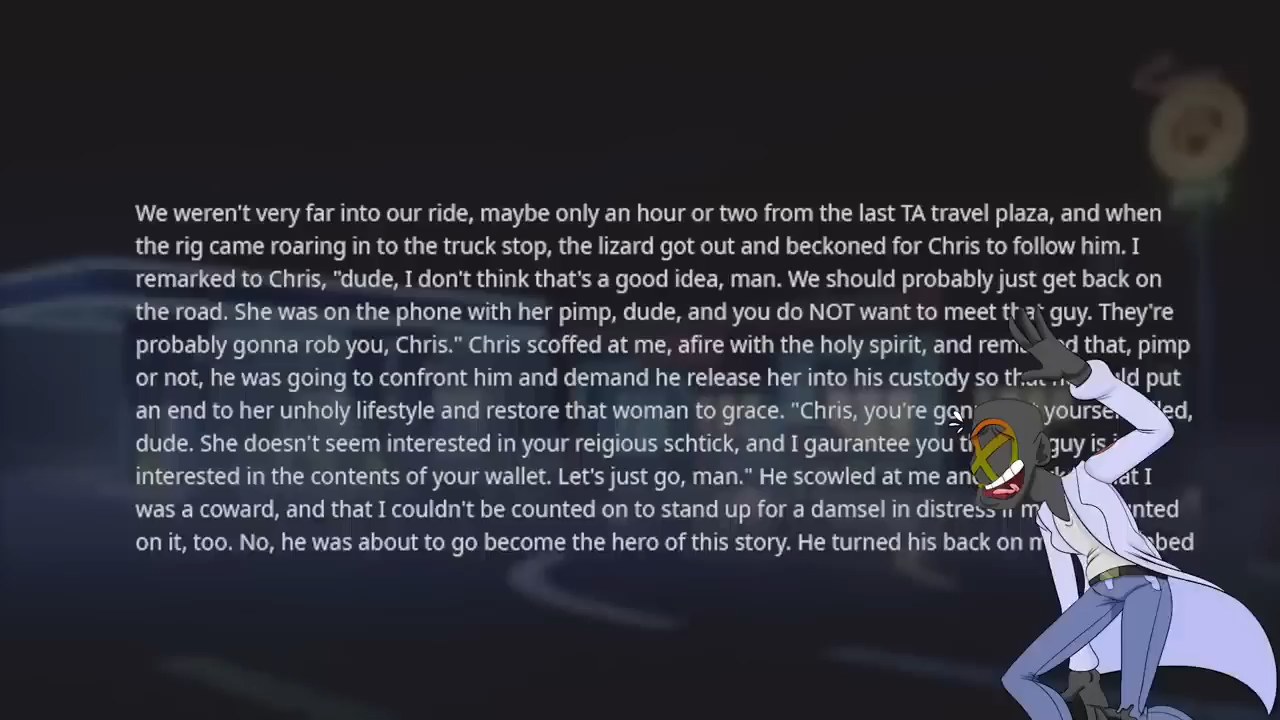 We weren't very far into our ride, maybe only an hour or two from the last TA travel plaza, and when
the rig came roaring in to the truck stop, the lizard got out and beckoned for Chris to follow him. I
remarked to Chris, "dude, I don't think that's a good idea, man. We should probably just get back on
the road. She was on the phone with her pimp, dude, and you do NOT want to meet that guy. They're
probably gonna rob you, Chris." Chris scoffed at me, afire with the holy spirit, and that, pimp
or not, he was going to confront him and demand he release her into his custody so put
an end to her unholy lifestyle and restore that woman to grace. "Chris, you're
dude. She doesn't seem interested in your reigious schtick, and I gaurantee you guy is
interested in the contents of your wallet. Let's just go, man." He scowled at me I
was a coward, and that I couldn't be counted on to stand up for a damsel in distress
on it, too. No, he was about to go become the hero of this story. He turned his back on